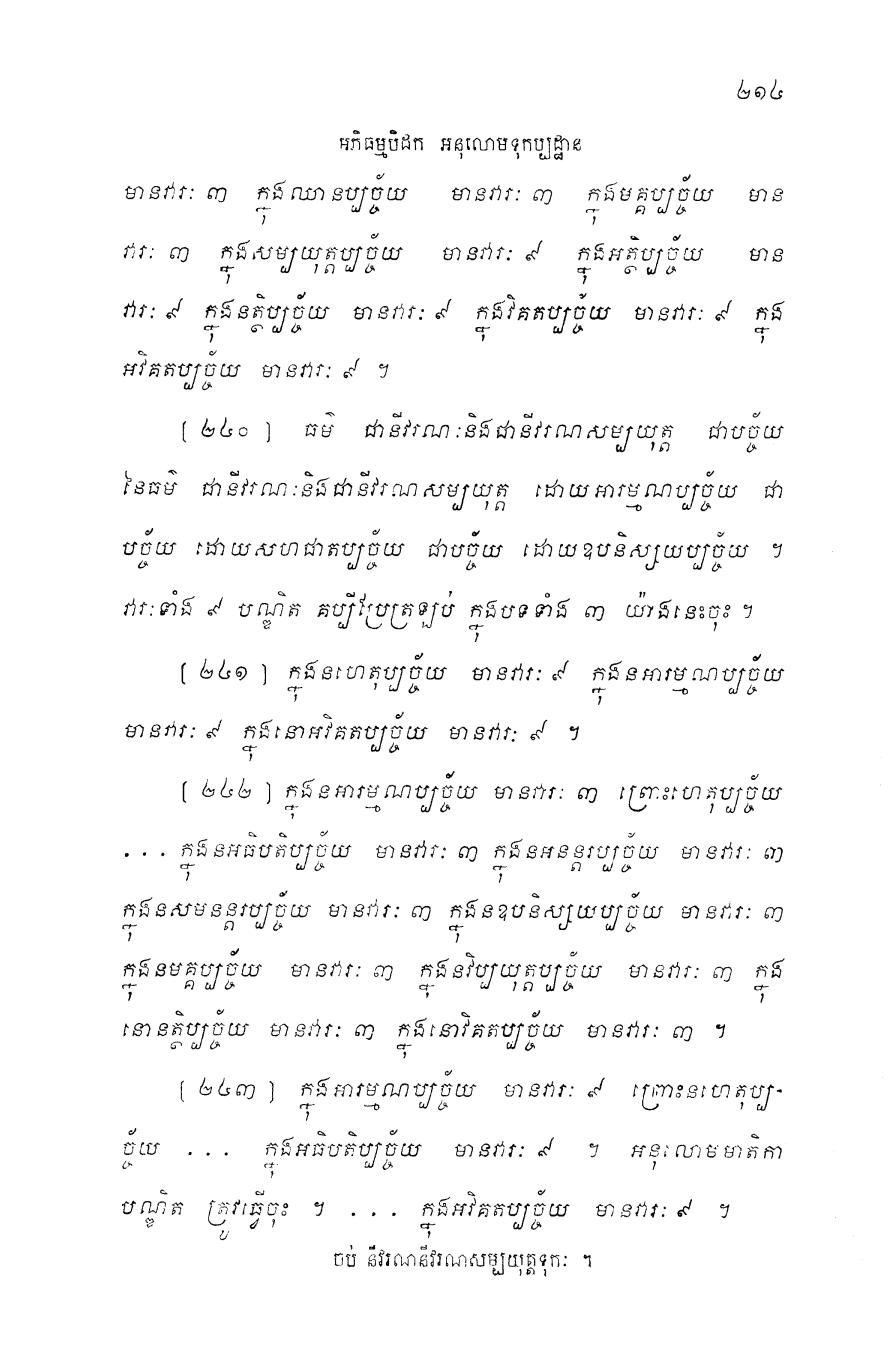 ២១៤
អភិធម្មបិដក អនុលោមទុកប្បដ្ឋាន
មានវារៈ ៣ ក្នុងឈានប្បច្ច័យ មានវារៈ ៣ ក្នុងមគ្គប្បច្ច័យ មាន
វារៈ ៣ ក្នុងសម្បយុត្តប្បច្ច័យ មានវារៈ ៩ ក្នុងអត្ថិប្បច្ច័យ មាន
វារៈ ៩ ក្នុងនត្ថិប្បច្ច័យ មានវារៈ ៩ ក្នុងវិគតប្បច្ច័យ មានវារៈ ៩ ក្នុង
អវិគតប្បច្ច័យ មានវារៈ ៩ ។
[ ២៤០ ] ធម៌ ជានីវរណៈនិងជានីវរណសម្បយុត្ត ជាបច្ច័យ
នៃធម៌ ជានីវរណៈនិងជានីវរណសម្បយុត្ត ដោយអារម្មណប្បច្ច័យ ជា
បច្ច័យ ដោយសហជាតប្បច្ច័យ ជាបច្ច័យ ដោយឧបនិស្សយប្បច្ច័យ ។
វារៈទាំង ៩ បណ្ឌិត គប្បីប្រែត្រឡប់ ក្នុងបទទាំង ៣ យ៉ាងនេះចុះ ។
[ ២៤១ ] ក្នុងនហេតុប្បច្ច័យ មានវារៈ ៩ ក្នុងនអារម្មណប្បច្ច័យ
មានវារៈ ៩ ក្នុងនោអវិគតប្បច្ច័យ មានវារៈ ៩ ។
[ ២៤២ ] ក្នុងនអារម្មណប្បច្ច័យ មានវារៈ ៣ ព្រោះហេតុប្បច្ច័យ
... ក្នុងនអធិបតិប្បច្ច័យ មានវារៈ ៣ ក្នុងនអនន្តរប្បច្ច័យ មានវារៈ ៣
ក្នុងនសមនន្តរប្បច្ច័យ មានវារៈ ៣ ក្នុងនឧបនិស្សយប្បច្ច័យ មានវារៈ ៣
ក្នុងនមគ្គប្បច្ច័យ មានវារៈ ៣ ក្នុងនវិប្បយុត្តប្បច្ច័យ មានវារៈ ៣ ក្នុង
នោនត្ថិប្បច្ច័យ មានវារៈ ៣ ក្នុងនោវិគតប្បច្ច័យ មានវារៈ ៣ ។
[ ២៤៣ ] ក្នុងអារម្មណប្បច្ច័យ មានវារៈ ៩ ព្រោះនហេតុប្ប-
ច្ច័យ ... ក្នុងអធិបតិប្បច្ច័យ មានវារៈ ៩ ។ អនុលោមមាតិកា
បណ្ឌិត ត្រូវធ្វើចុះ ។ ... ក្នុងអវិគតប្បច្ច័យ មានវារៈ ៩ ។
ចប់ នីវរណនីវរណសម្បយុត្តទុកៈ ។